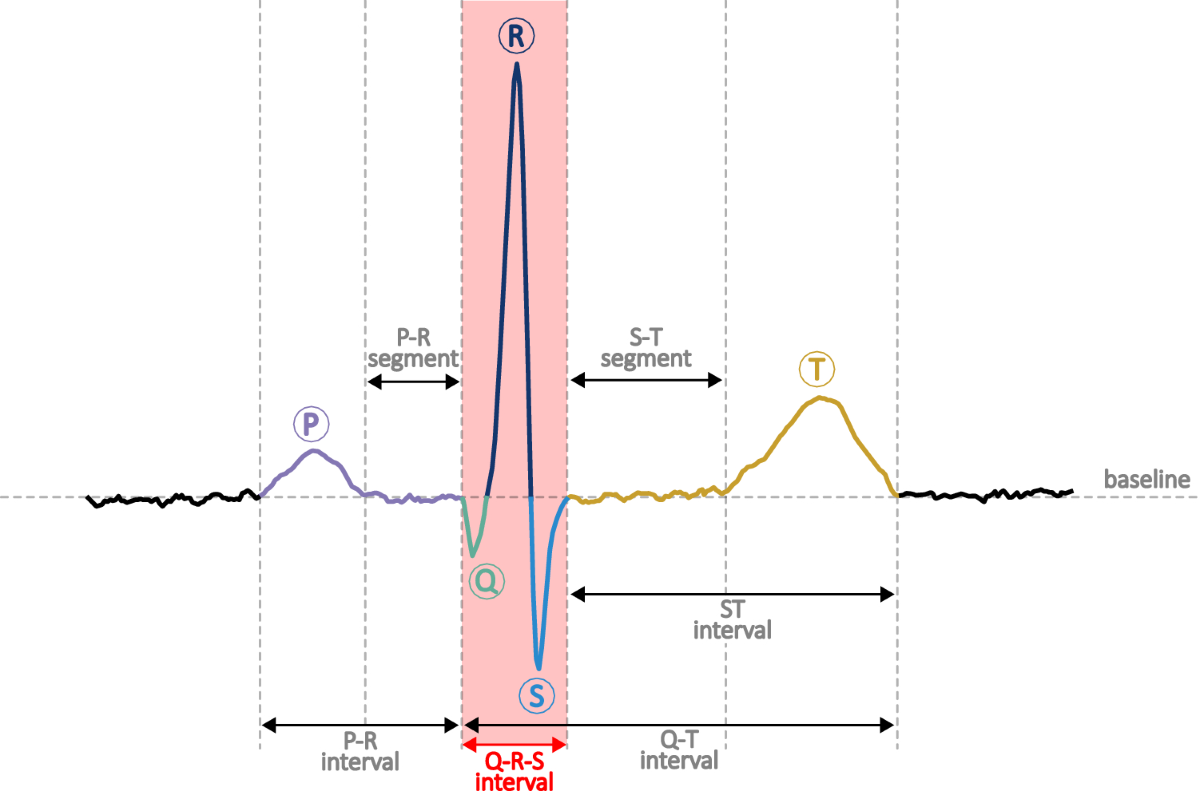 R
P-R
segment
S-T
segment
T
P
baseline
Q
ST
interval
S
P-R
interval
Q-R-S
interval
Q-T
interval